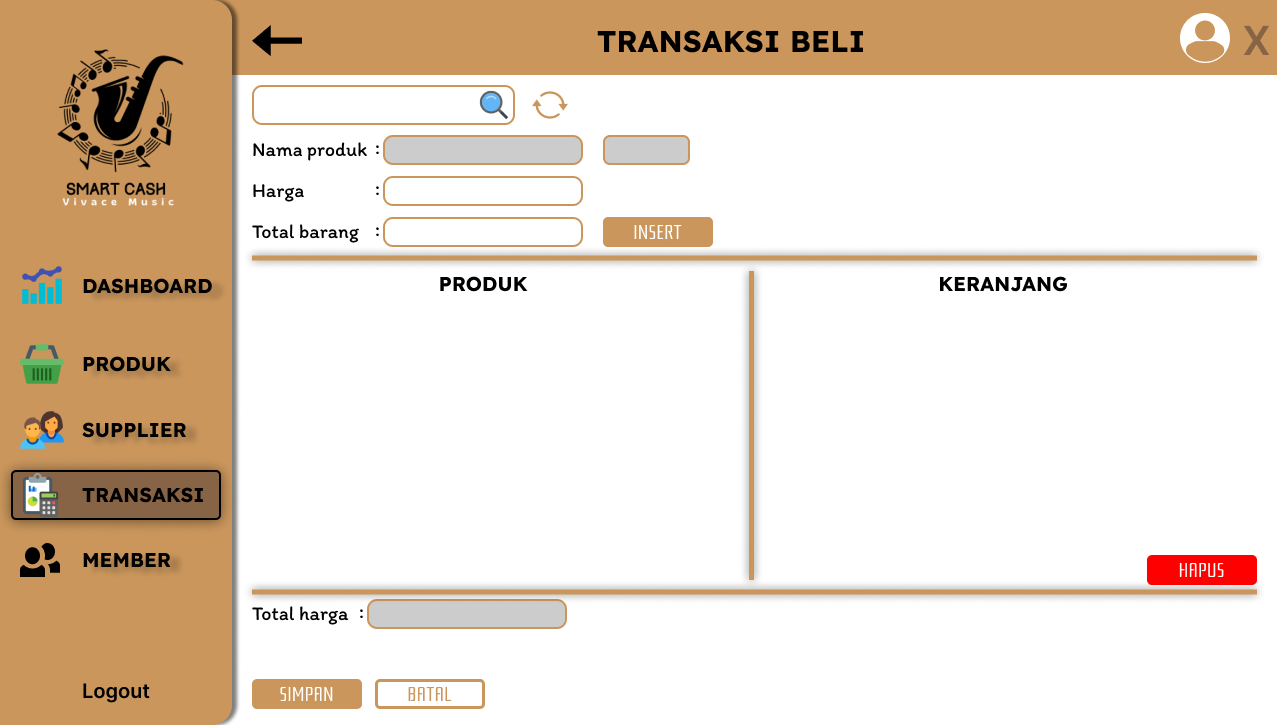 SMART CASH
Vivace Music
DASHBOARD
PRODUK
SUPPLIER
TRANSAKSI
MEMBER
Logout
TRANSAKSI BELI
X
Nama produk :
Harga :
Total barang :
INSERT
PRODUK
KERANJANG
HAPUS
Total harga :
SIMPAN
BATAL